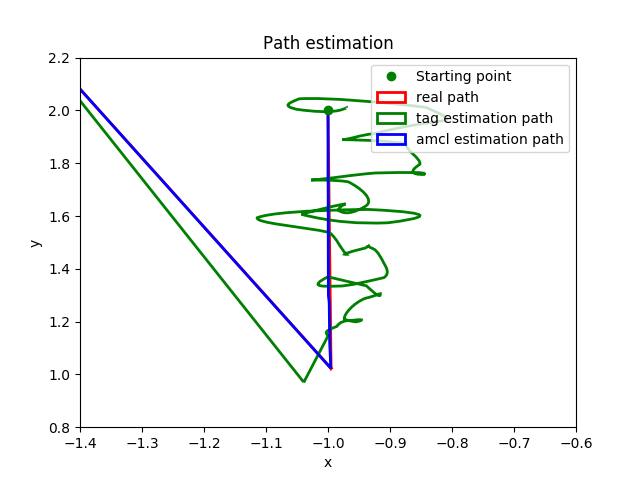 Path estimation
Starting point
real path
tag estimation path
amcl estimation path
y
2.2
2.0
1.8
1.6
1.4
1.2
1.0
0.8
−1.4
−1.3
−1.2
−1.1
−1.0
−0.9
−0.8
−0.7
−0.6
x